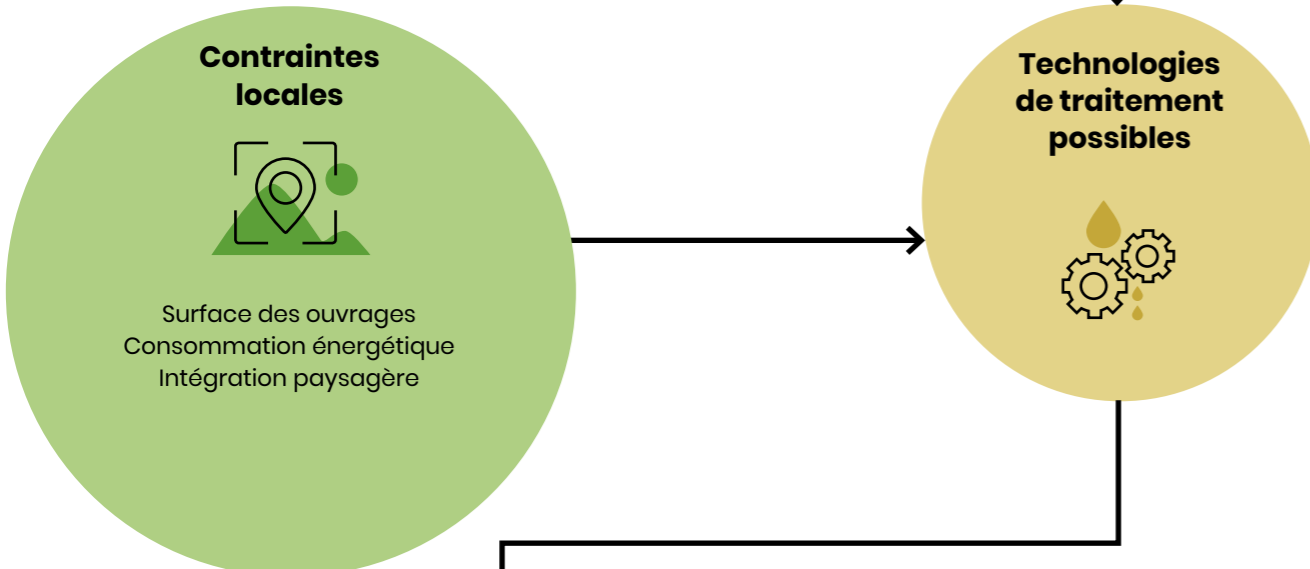 Contraintes
locales
Surface des ouvrages
Consommation énergétique
Intégration paysagère
Technologies
de traitement
possibles